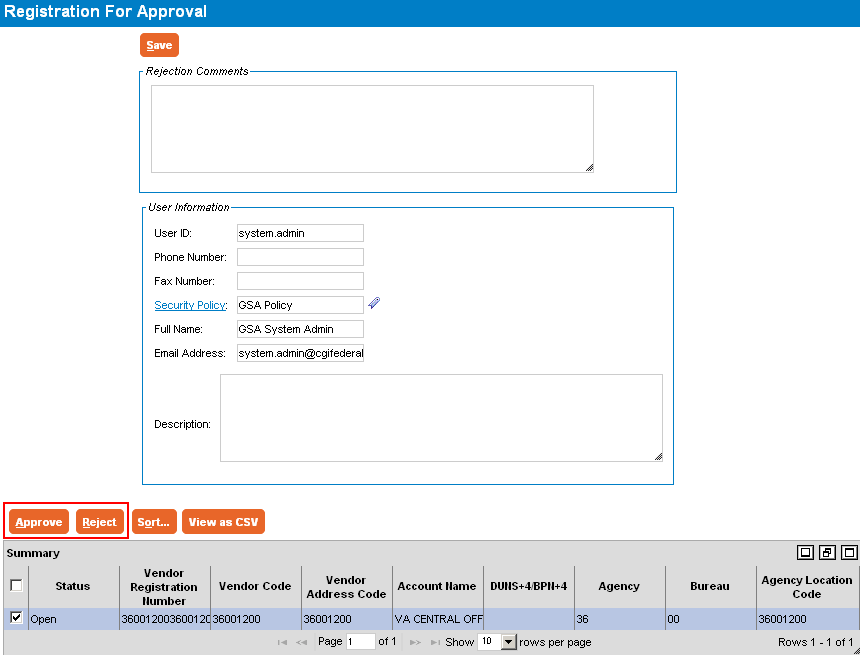 Registration For Approval
Save
Rejection Comments
User Information
User ID: system.admin
Phone Number:
Fax Number:
Security Policy: GSA Policy
Full Name: GSA System Admin
Email Address: system.admin@cgifederal
Description:
Approve Reject Sort... View as CSV
Summary
Status Vendor Registration Number Vendor Code Vendor Address Code Account Name DUNS+4/BPN+4 Agency Bureau Agency Location Code
Open 360012003600120 36001200 36001200 VA CENTRAL OFF 36 00 36001200
Page 1 of 1 Show 10 rows per page Rows 1 - 1 of 1